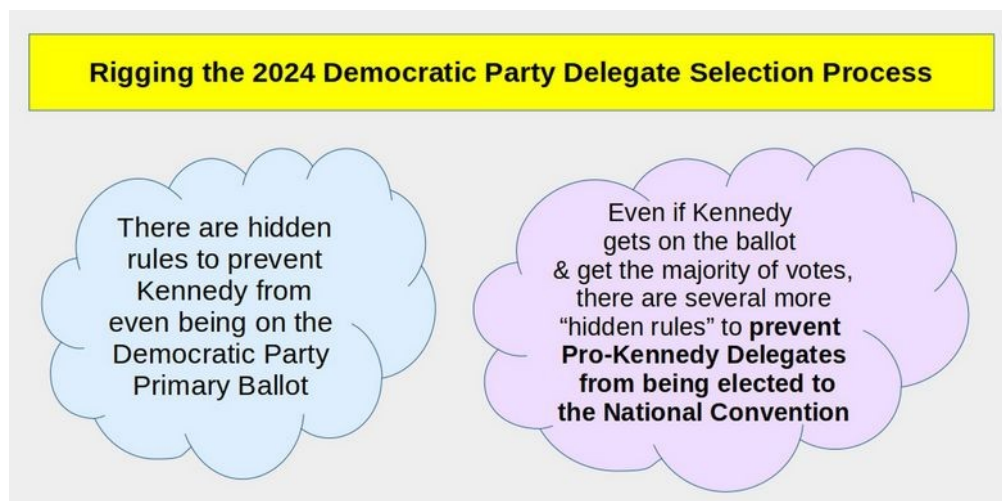 Rigging the 2024 Democratic Party Delegate Selection Process
There are hidden
rules to prevent
Kennedy from
even being on the
Democratic Party
Primary Ballot
Even if Kennedy
gets on the ballot
& get the majority of votes,
there are several more
“hidden rules” to prevent
Pro-Kennedy Delegates
from being elected to
the National Convention